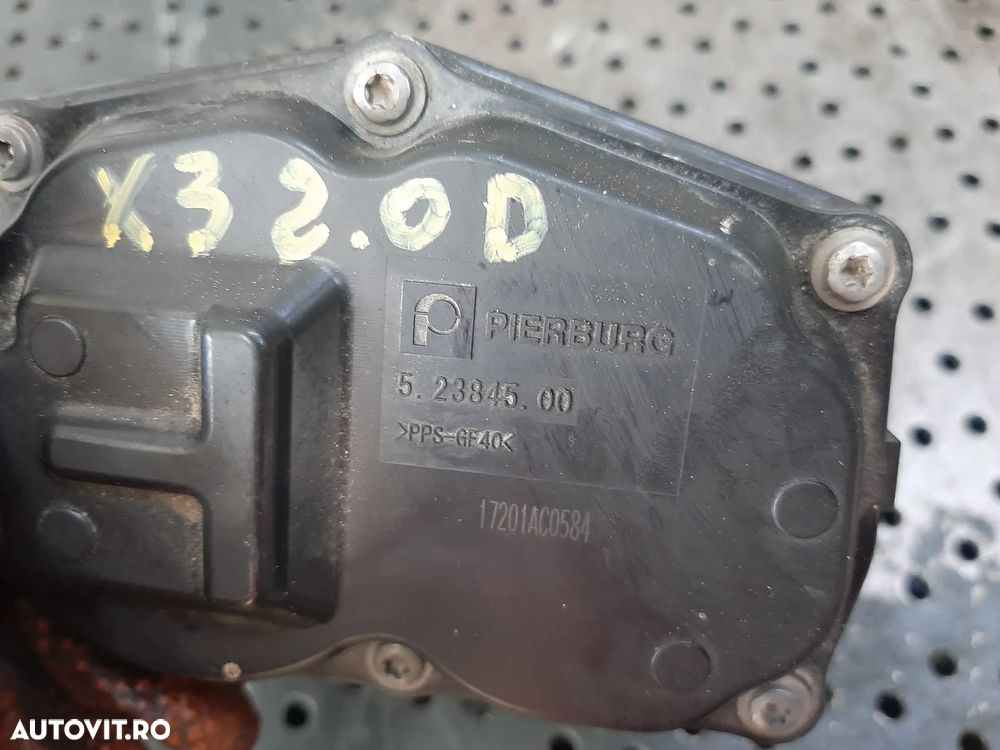 X3 2.0D
PIERBURG
5.23845.00
>PPS-GF40<
17201AC0584
AUTOVIT.RO